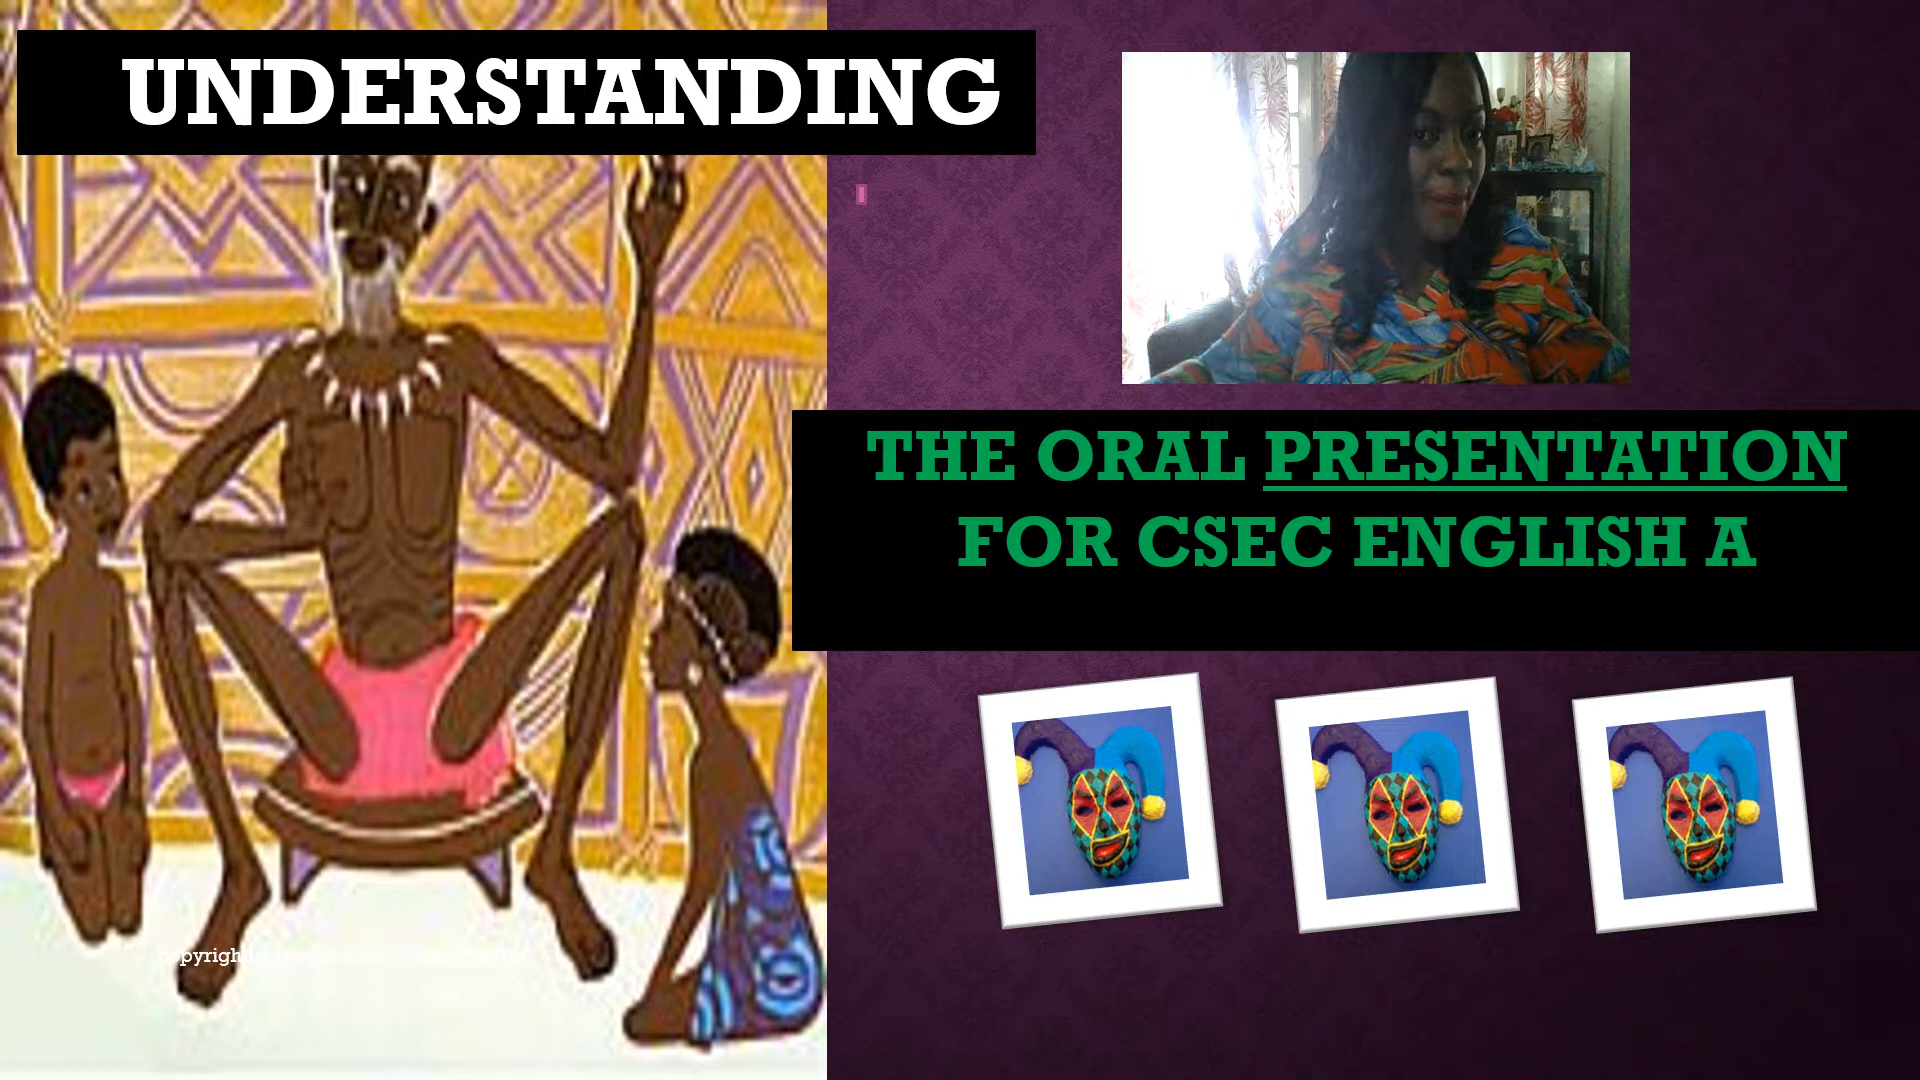 UNDERSTANDING
THE ORAL PRESENTATION
FOR CSEC ENGLISH A